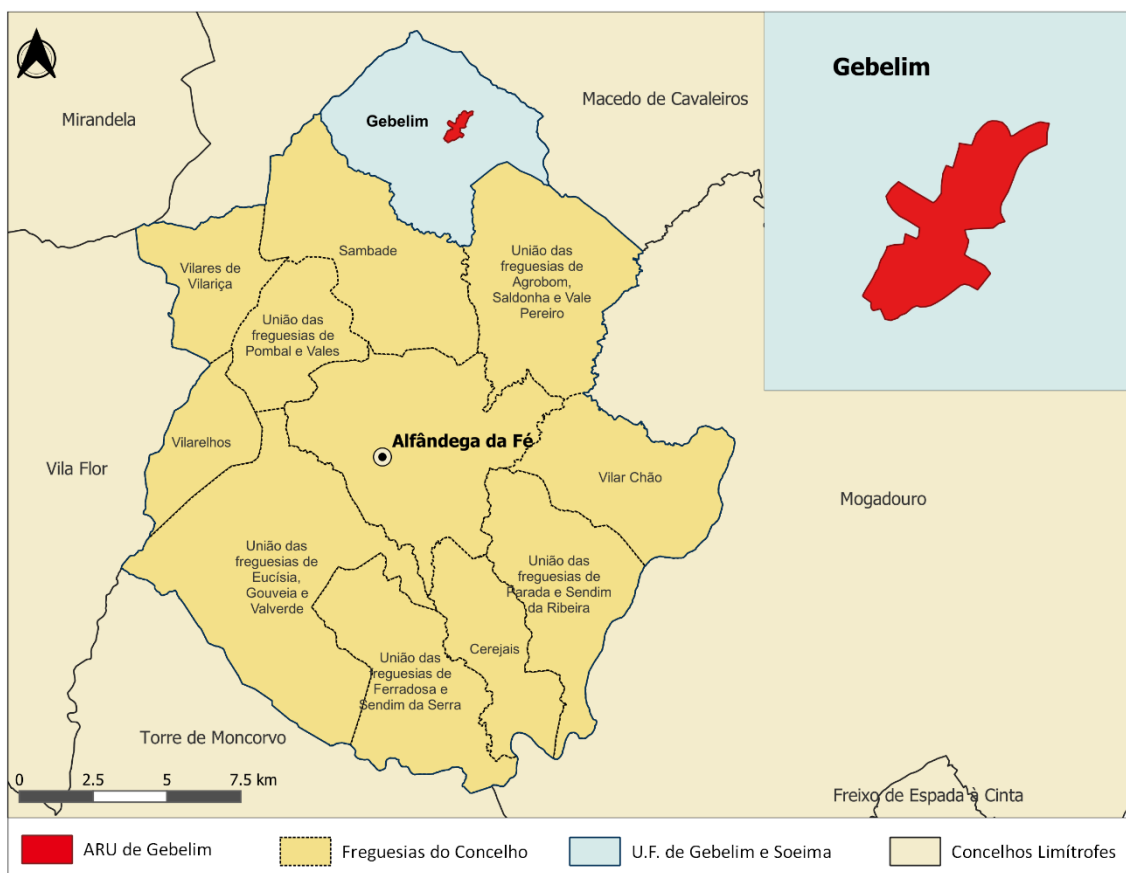 Gebelim
Mirandela
Gebelim
Macedo de Cavaleiros
Sambade
Vilares de
Vilariça
União das
freguesias de
Agrobom,
Saldonha e Vale
Pereiro
União das
freguesias de
Pombal e Vales
Alfândega da Fé
Vilarelhos
Vila Flor
Vilar Chão
Mogadouro
União das
freguesias de
Eucísia,
Gouveia e
Valverde
União das
freguesias de
Parada e Sendim
da Ribeira
Cerejais
União das
freguesias de
Ferradosa e
Sendim da Serra
Torre de Moncorvo
0 2.5 5 7.5 km
Freixo de Espada à Cinta
ARU de Gebelim
Freguesias do Concelho
U.F. de Gebelim e Soeima
Concelhos Limítrofes